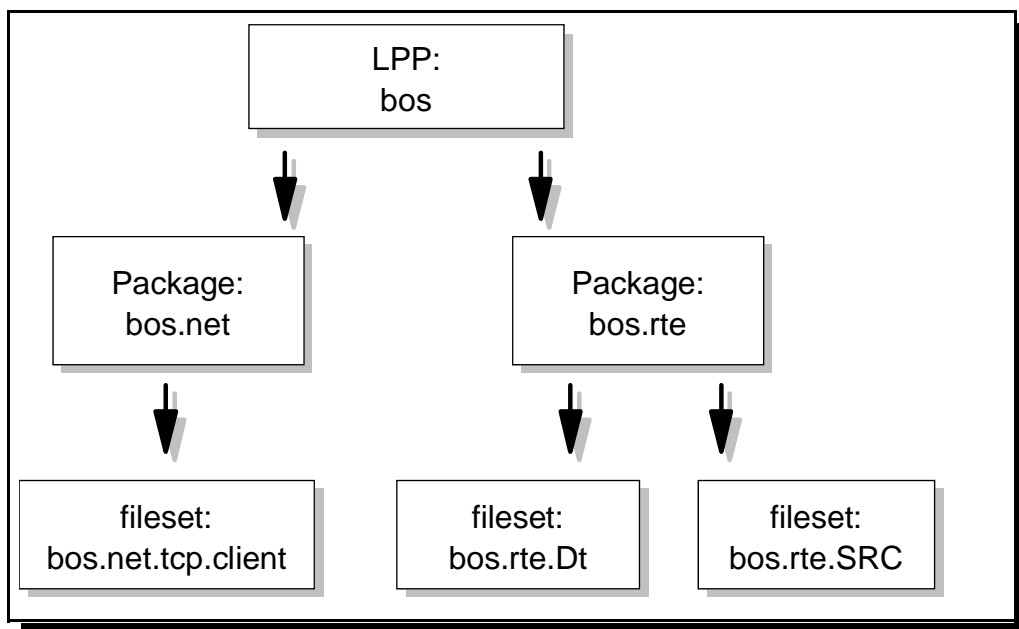 LPP:
bos
Package:
bos.net
Package:
bos.rte
fileset:
bos.net.tcp.client
fileset:
bos.rte.Dt
fileset:
bos.rte.SRC